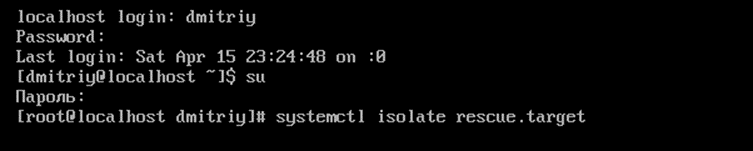 localhost login: dmitriy
Password:
Last login: Sat Apr 15 23:24:48 on :0
[dmitriy@localhost ~]$ su
Пароль:
[root@localhost dmitriy]# systemctl isolate rescue.target